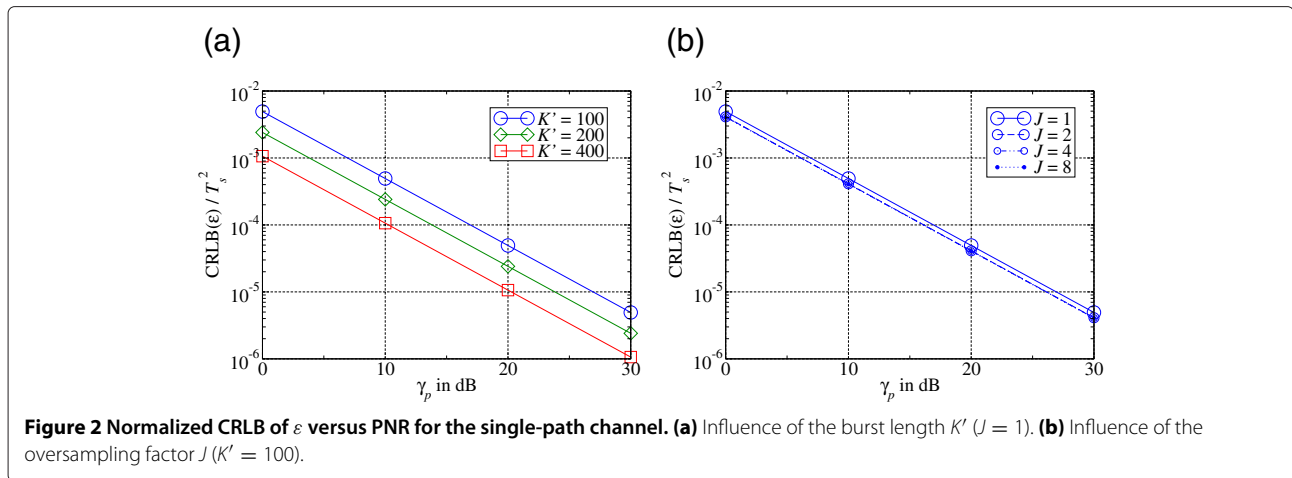 (a)
10^-2
10^-3
10^-4
10^-5
10^-6
CRLB(ε) / T_s^2
K' = 100
K' = 200
K' = 400
0 10 20 30
γ_p in dB
(b)
10^-2
10^-3
10^-4
10^-5
10^-6
CRLB(ε) / T_s^2
J = 1
J = 2
J = 4
J = 8
0 10 20 30
γ_p in dB
Figure 2 Normalized CRLB of ε versus PNR for the single-path channel. (a) Influence of the burst length K′ (J = 1). (b) Influence of the
oversampling factor J (K′ = 100).